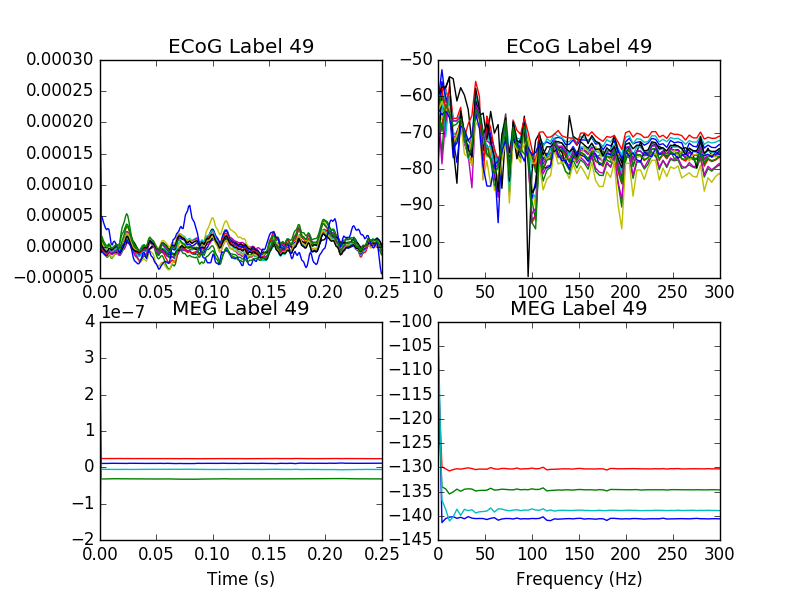 ECoG Label 49
0.00030
0.00025
0.00020
0.00015
0.00010
0.00005
0.00000
−0.00005
0.00 0.05 0.10 0.15 0.20 0.25
ECoG Label 49
−50
−60
−70
−80
−90
−100
−110
0 50 100 150 200 250 300
MEG Label 49
1e−7
4
3
2
1
0
−1
−2
0.00 0.05 0.10 0.15 0.20 0.25
Time (s)
MEG Label 49
−100
−105
−110
−115
−120
−125
−130
−135
−140
−145
0 50 100 150 200 250 300
Frequency (Hz)